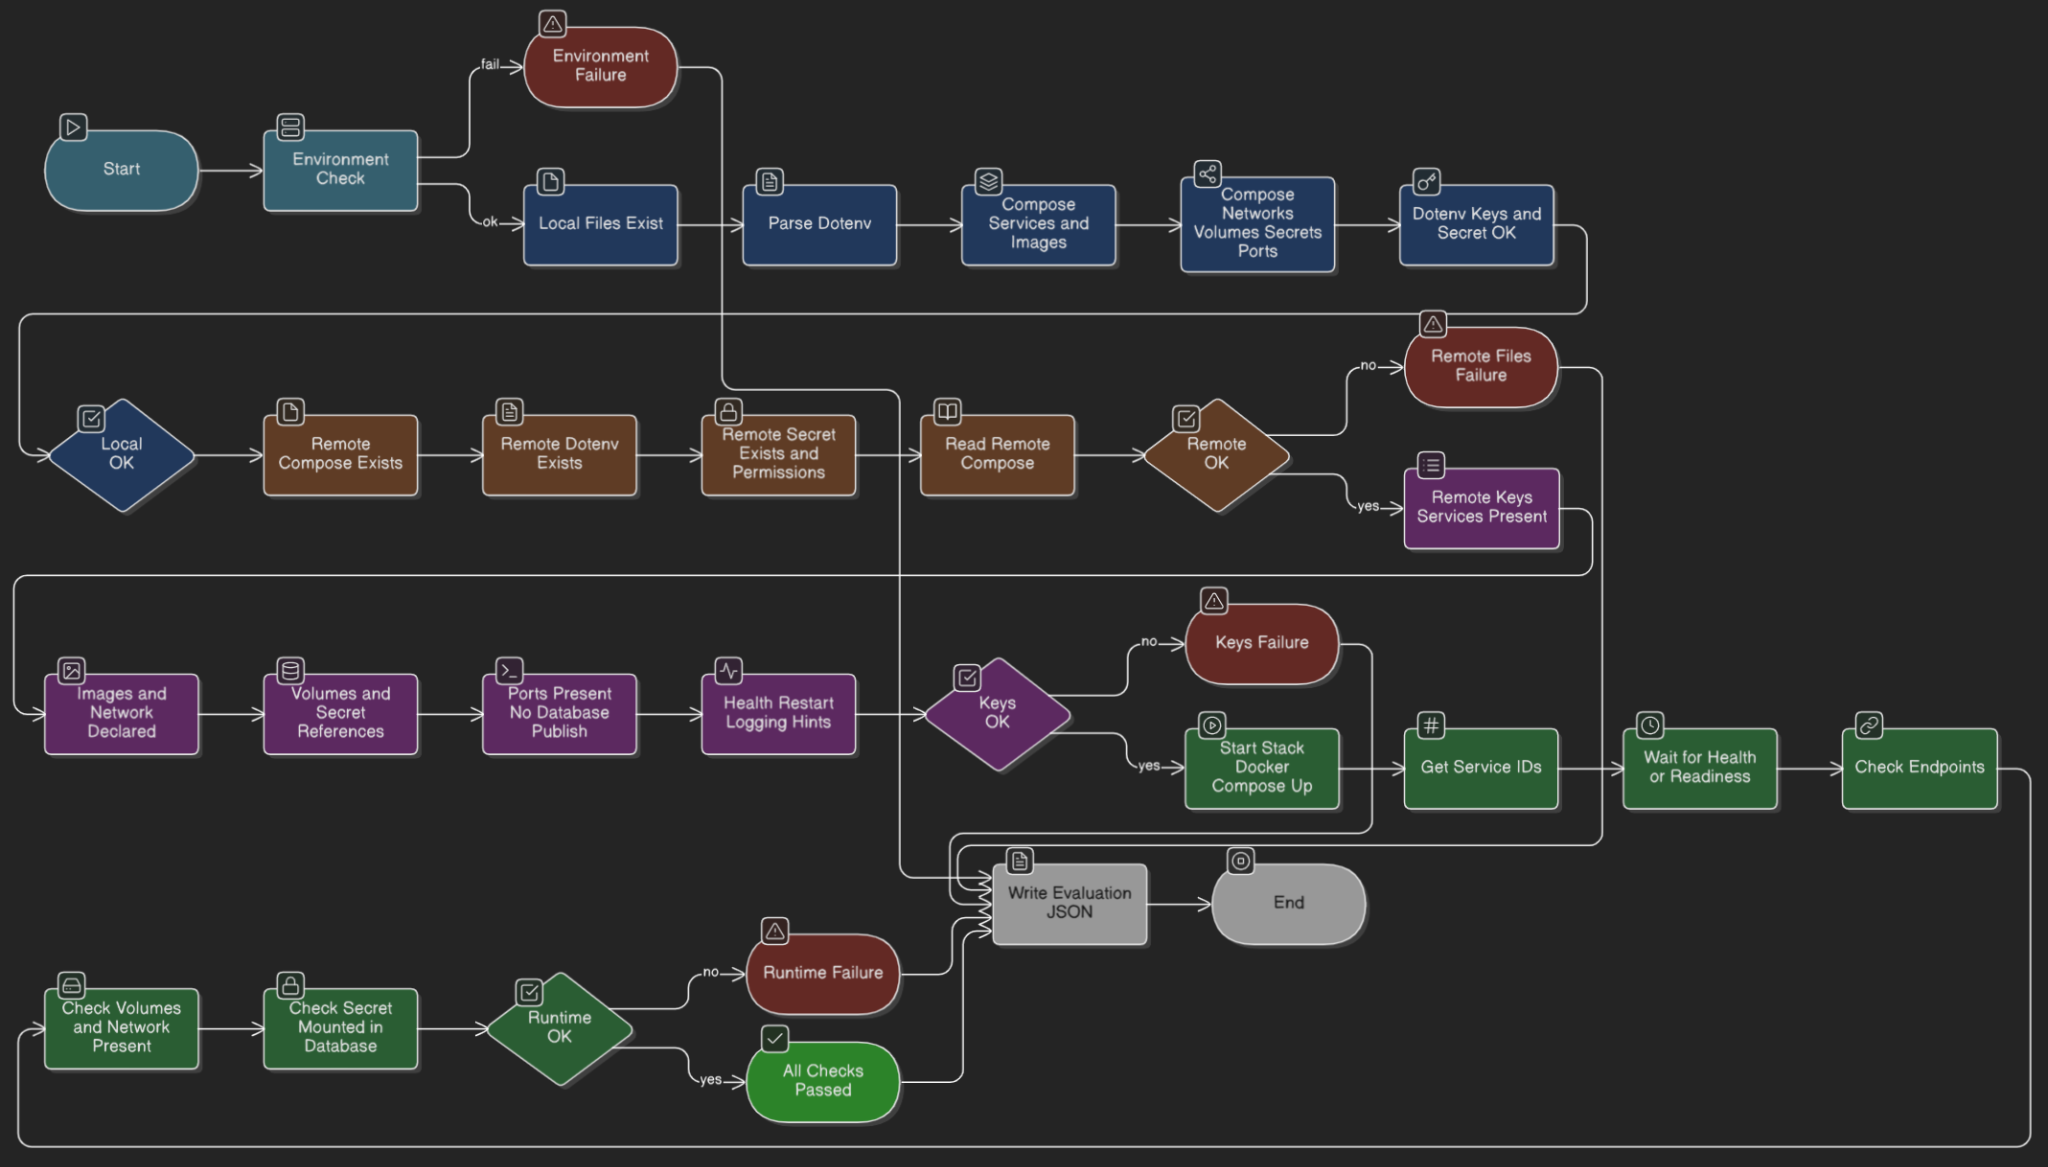 Environment
Failure
fail
Start
Environment
Check
ok
Local Files Exist
Parse Dotenv
Compose
Services and
Images
Compose
Networks
Volumes Secrets
Ports
Dotenv Keys and
Secret OK
Remote Files
Failure
no
Local
OK
Remote
Compose Exists
Remote Dotenv
Exists
Remote Secret
Exists and
Permissions
Read Remote
Compose
Remote
OK
yes
Remote Keys
Services Present
Keys Failure
no
Images and
Network
Declared
Volumes and
Secret
References
Ports Present
No Database
Publish
Health Restart
Logging Hints
Keys
OK
yes
Start Stack
Docker
Compose Up
Get Service IDs
Wait for Health
or Readiness
Check Endpoints
Write Evaluation
JSON
End
Runtime Failure
no
Check Volumes
and Network
Present
Check Secret
Mounted in
Database
Runtime
OK
yes
All Checks
Passed